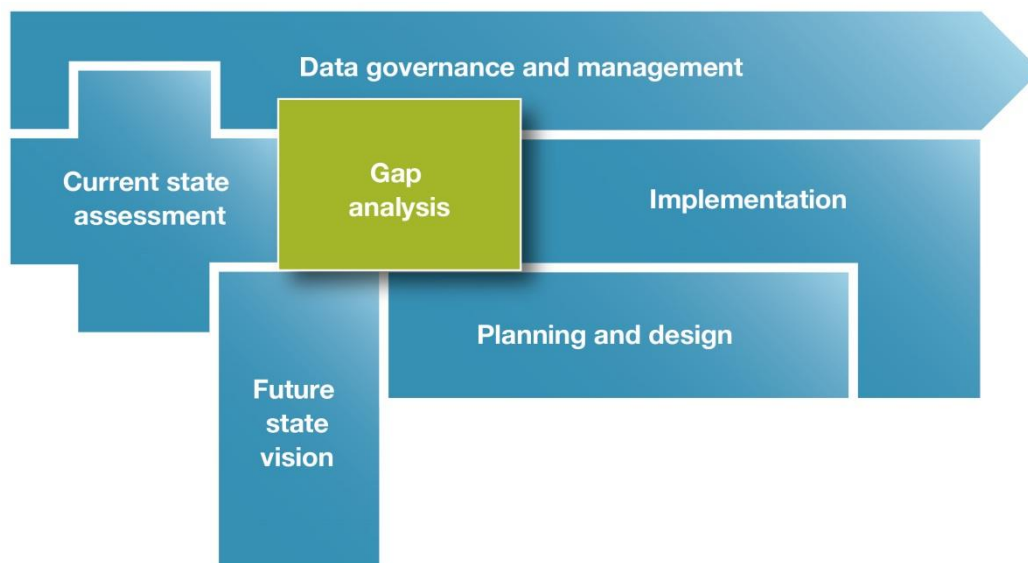 Data governance and management
Current state
assessment
Gap
analysis
Implementation
Planning and design
Future
state
vision